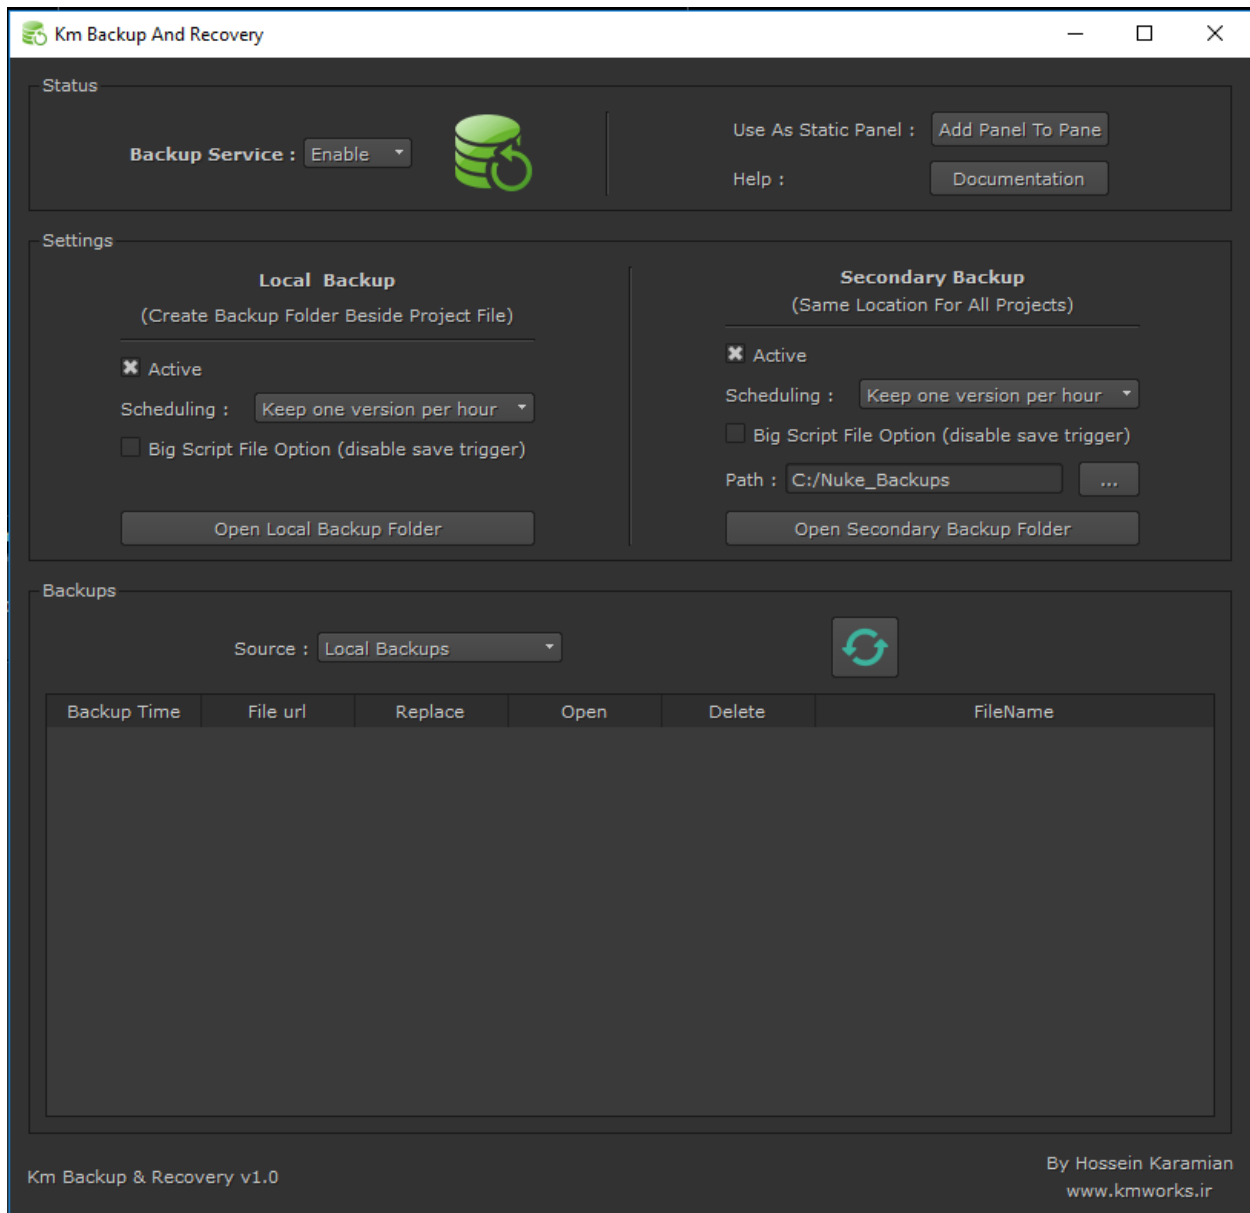 Km Backup And Recovery
Status
Backup Service : Enable
Use As Static Panel : Add Panel To Pane
Help : Documentation
Settings
Local Backup
(Create Backup Folder Beside Project File)
Active
Scheduling : Keep one version per hour
Big Script File Option (disable save trigger)
Open Local Backup Folder
Secondary Backup
(Same Location For All Projects)
Active
Scheduling : Keep one version per hour
Big Script File Option (disable save trigger)
Path : C:/Nuke_Backups ...
Open Secondary Backup Folder
Backups
Source : Local Backups
Backup Time File url Replace Open Delete FileName
Km Backup & Recovery v1.0
By Hossein Karamian
www.kmworks.ir